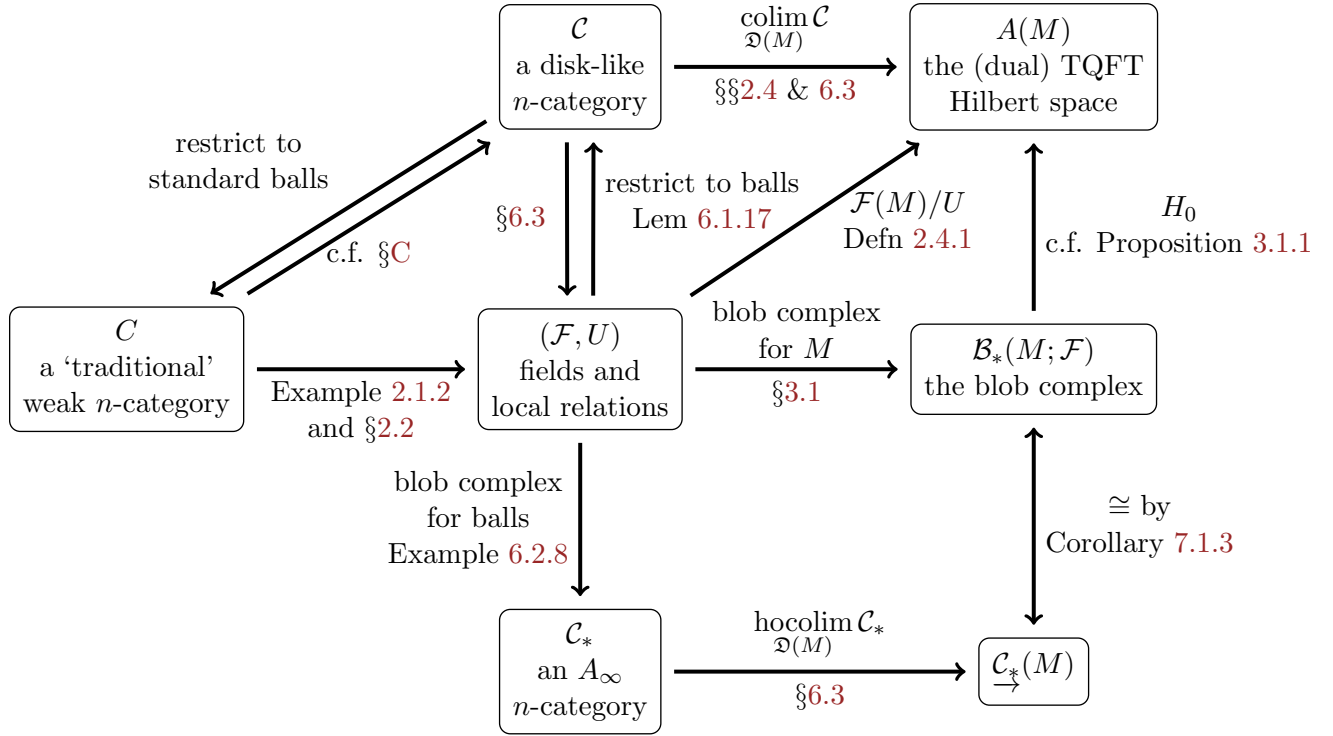 𝒞
a disk-like
n-category
colim 𝒞
𝔇(M)
§§2.4 & 6.3
A(M)
the (dual) TQFT
Hilbert space
restrict to
standard balls
c.f. §C
§6.3
restrict to balls
Lem 6.1.17
ℱ(M)/U
Defn 2.4.1
H₀
c.f. Proposition 3.1.1
C
a ‘traditional’
weak n-category
Example 2.1.2
and §2.2
(ℱ, U)
fields and
local relations
blob complex
for M
§3.1
ℬ∗(M; ℱ)
the blob complex
blob complex
for balls
Example 6.2.8
≅ by
Corollary 7.1.3
𝒞∗
an A∞
n-category
hocolim 𝒞∗
𝔇(M)
§6.3
𝒞∗(M)
→